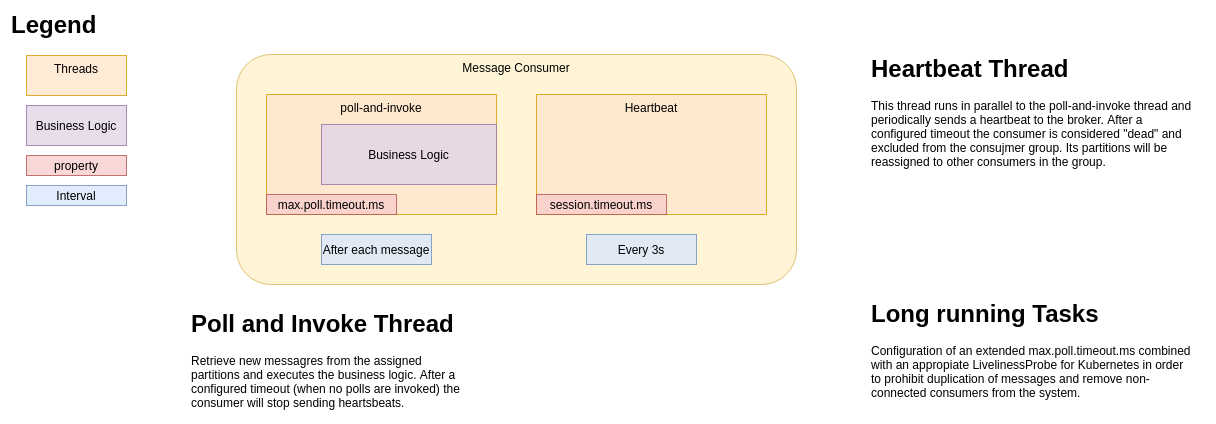 Legend
Threads
Business Logic
property
Interval
Message Consumer
poll-and-invoke
Business Logic
max.poll.timeout.ms
After each message
Heartbeat
session.timeout.ms
Every 3s
Heartbeat Thread
This thread runs in parallel to the poll-and-invoke thread and
periodically sends a heartbeat to the broker. After a
configured timeout the consumer is considered "dead" and
excluded from the consujmer group. Its partitions will be
reassigned to other consumers in the group.
Poll and Invoke Thread
Retrieve new messagres from the assigned
partitions and executes the business logic. After a
configured timeout (when no polls are invoked) the
consumer will stop sending heartsbeats.
Long running Tasks
Configuration of an extended max.poll.timeout.ms combined
with an appropiate LivelinessProbe for Kubernetes in order
to prohibit duplication of messages and remove non-
connected consumers from the system.